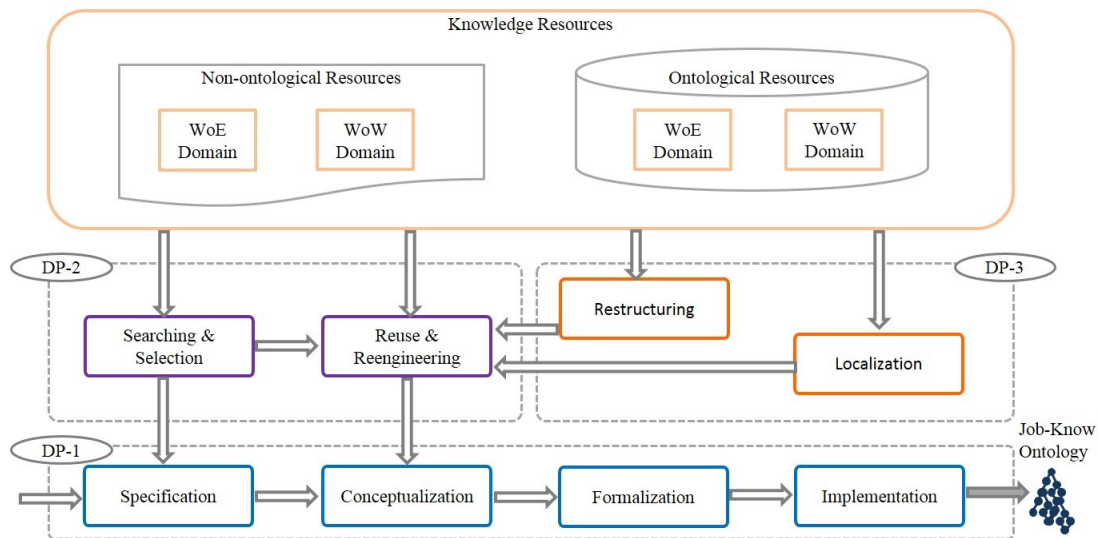 Knowledge Resources
Non-ontological Resources
Ontological Resources
WoE
Domain
WoW
Domain
WoE
Domain
WoW
Domain
DP-2
DP-3
Searching &
Selection
Reuse &
Reengineering
Restructuring
Localization
DP-1
Job-Know
Ontology
Specification
Conceptualization
Formalization
Implementation